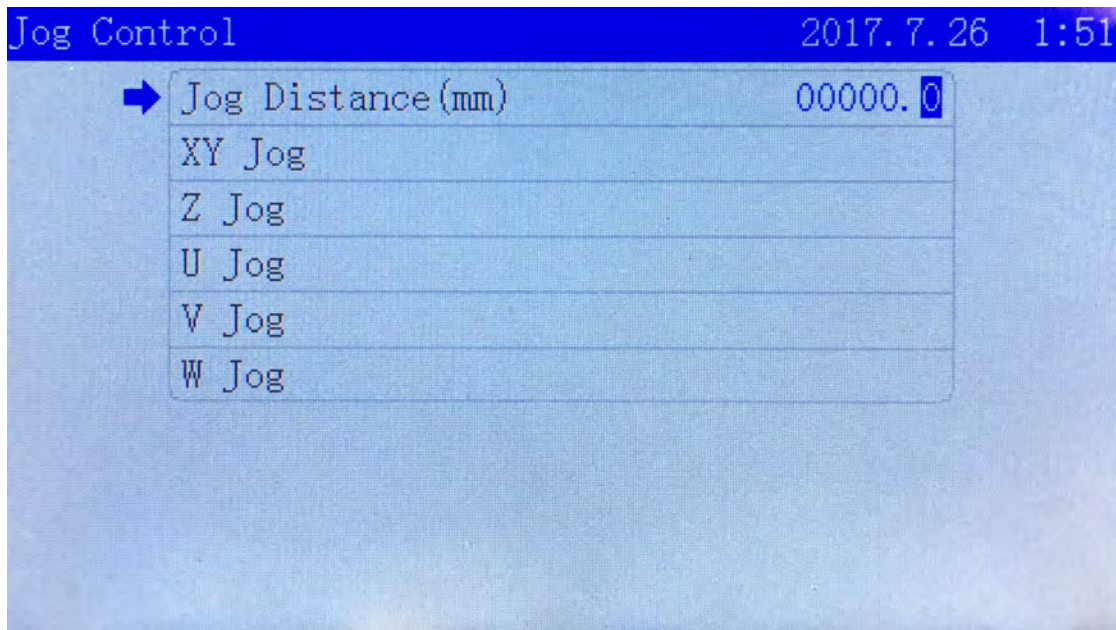 Jog Control 2017.7.26 1:51
Jog Distance(mm) 00000.0
XY Jog
Z Jog
U Jog
V Jog
W Jog